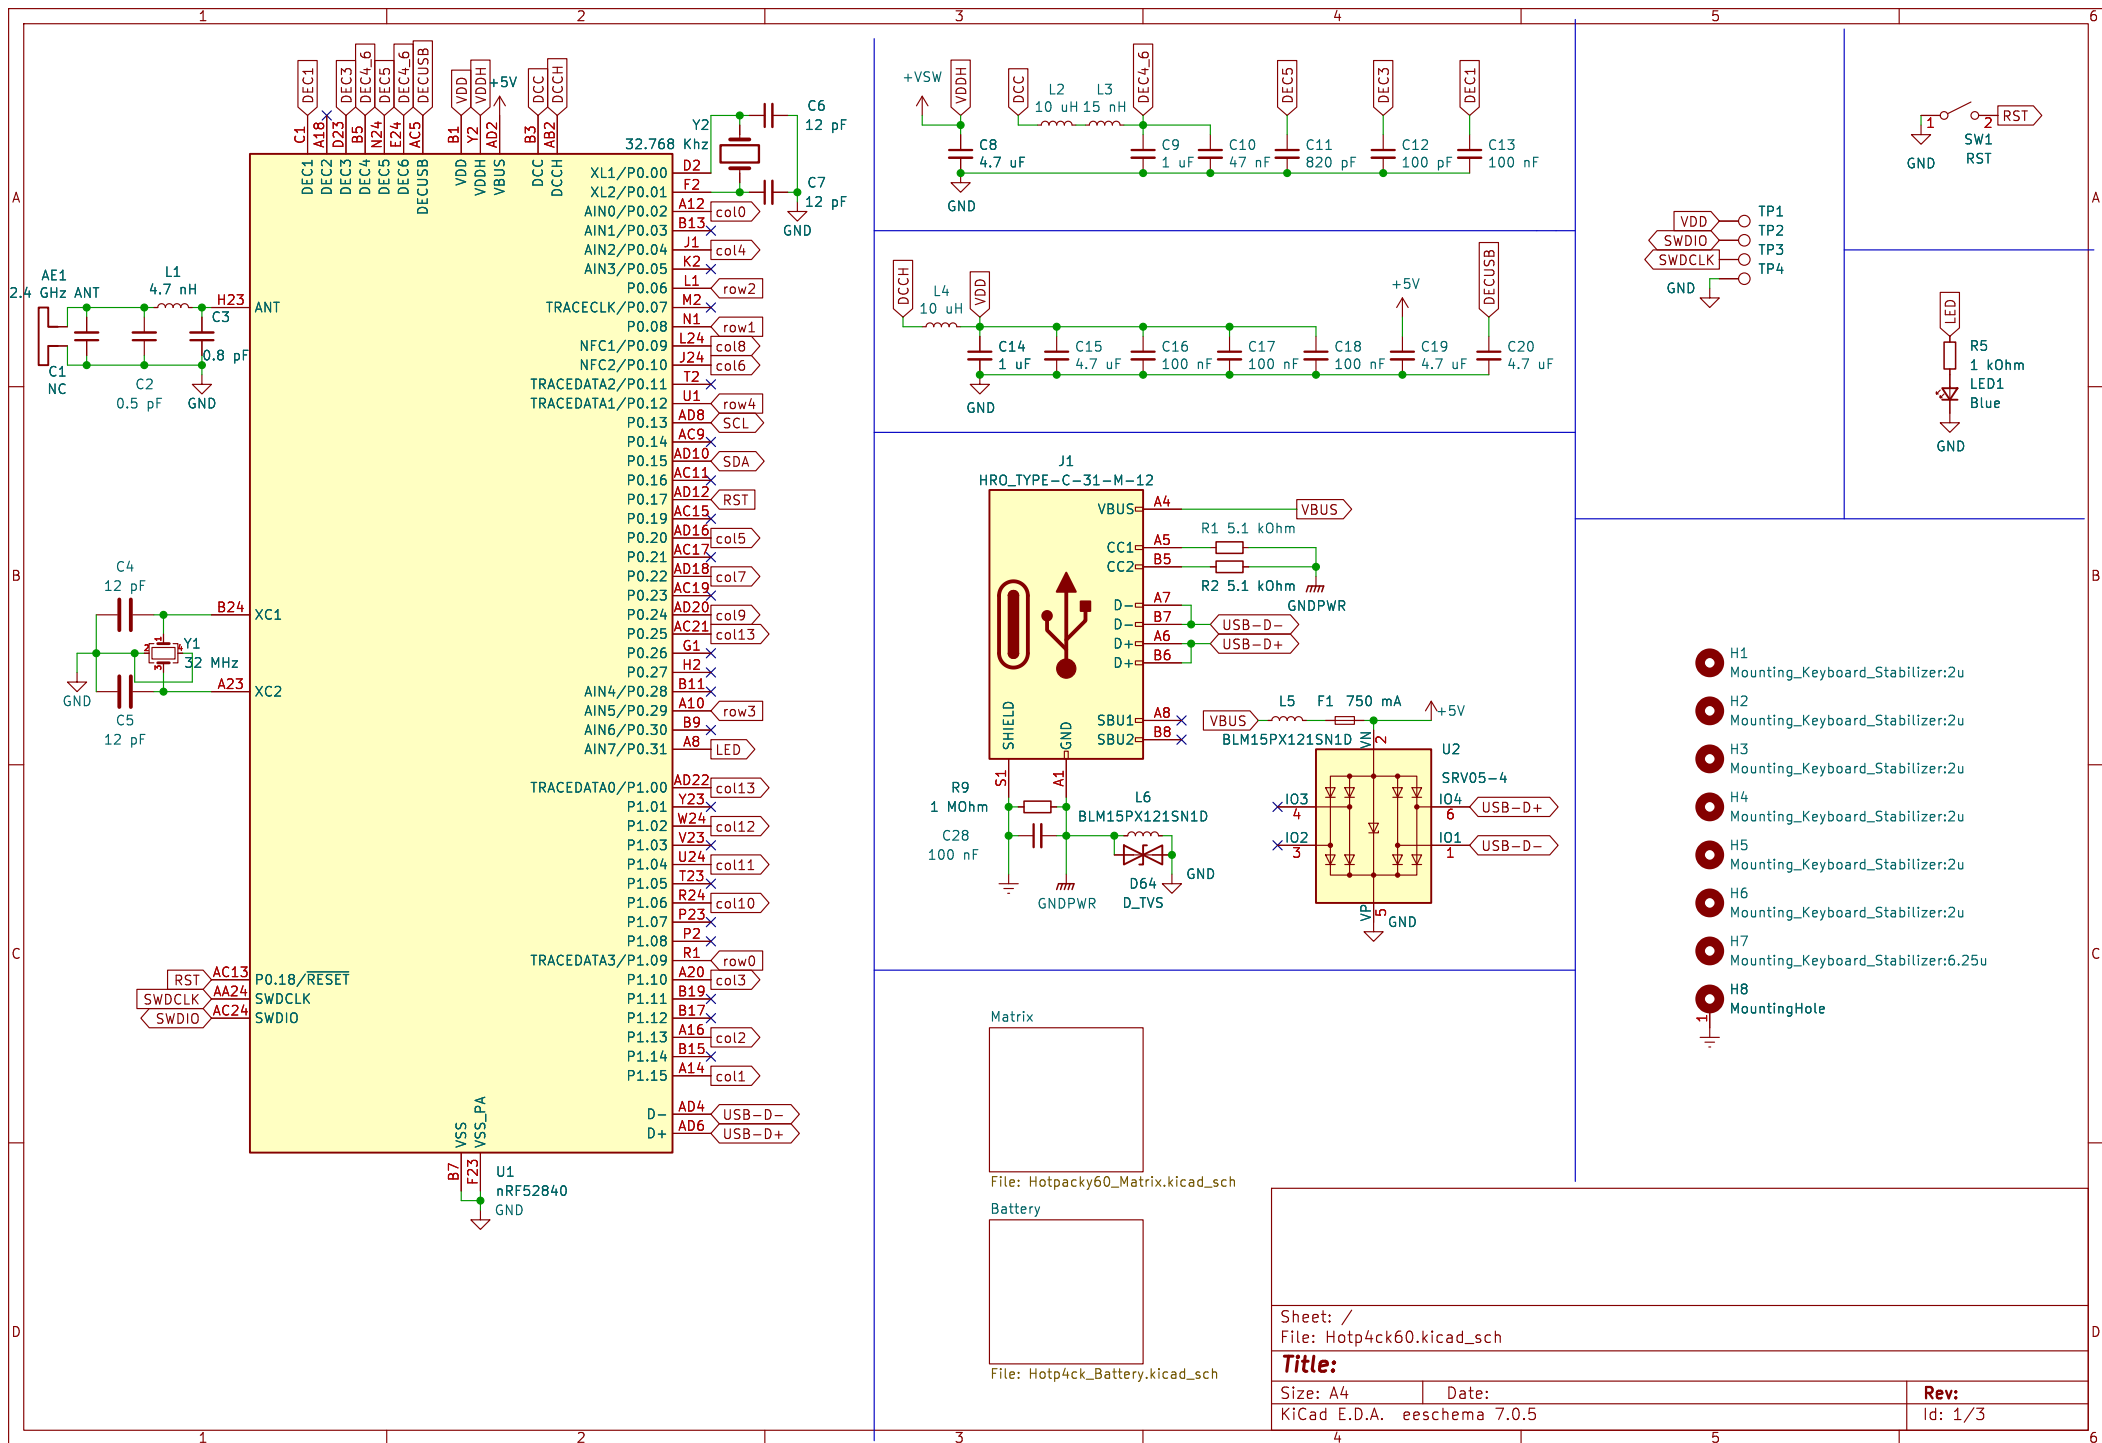 1 2 3 4 5 6
A
B
C
D
DEC1
DEC3
DEC4_6
DEC5
DEC4_6
DECUSB
VDD
VDDH
+5V
DCC
DCCH
C1 A18 D23 B5 N24 E24 AC5 B1 Y2 AD2 B3 AB2
DEC1 DEC2 DEC3 DEC4 DEC5 DEC6 DECUSB VDD VDDH VBUS DCC DCCH
C6
12 pF
Y2
32.768 Khz
C7
12 pF
GND
XL1/P0.00 D2
XL2/P0.01 F2
AIN0/P0.02 A12 col0
AIN1/P0.03 B13
AIN2/P0.04 J1 col4
AIN3/P0.05 K2
P0.06 L1 row2
TRACECLK/P0.07 M2
P0.08 N1 row1
NFC1/P0.09 L24 col8
NFC2/P0.10 J24 col6
TRACEDATA2/P0.11 T2
TRACEDATA1/P0.12 U1 row4
P0.13 AD8 SCL
P0.14 AC9
P0.15 AD10 SDA
P0.16 AC11
P0.17 AD12 RST
P0.19 AC15
P0.20 AD16 col5
P0.21 AC17
P0.22 AD18 col7
P0.23 AC19
P0.24 AD20 col9
P0.25 AC21 col13
P0.26 G1
P0.27 H2
AIN4/P0.28 B11
AIN5/P0.29 A10 row3
AIN6/P0.30 B9
AIN7/P0.31 A8 LED
TRACEDATA0/P1.00 AD22 col13
P1.01 Y23
P1.02 W24 col12
P1.03 V23
P1.04 U24 col11
P1.05 T23
P1.06 R24 col10
P1.07 P23
P1.08 P2
TRACEDATA3/P1.09 R1 row0
P1.10 A20 col3
P1.11 B19
P1.12 B17
P1.13 A16 col2
P1.14 B15
P1.15 A14 col1
D- AD4 USB-D-
D+ AD6 USB-D+
AE1
2.4 GHz ANT
L1
4.7 nH
H23 ANT
C3
0.8 pF
C1
NC
C2
0.5 pF
GND
C4
12 pF
B24 XC1
1 2 3 4
Y1
32 MHz
A23 XC2
GND
C5
12 pF
RST AC13 P0.18/RESET
SWDCLK AA24 SWDCLK
SWDIO AC24 SWDIO
VSS VSS_PA
B7 F23
U1
nRF52840
GND
+VSW
VDDH
DCC
L2
10 uH
L3
15 nH
DEC4_6
DEC5
DEC3
DEC1
C8
4.7 uF
C9
1 uF
C10
47 nF
C11
820 pF
C12
100 pF
C13
100 nF
GND
DCCH
L4
10 uH
VDD
+5V
DECUSB
C14
1 uF
C15
4.7 uF
C16
100 nF
C17
100 nF
C18
100 nF
C19
4.7 uF
C20
4.7 uF
GND
J1
HRO_TYPE-C-31-M-12
VBUS A4 VBUS
R1 5.1 kOhm
CC1 A5
CC2 B5
R2 5.1 kOhm
GNDPWR
D- A7
D- B7 USB-D-
D+ A6 USB-D+
D+ B6
SBU1 A8
SBU2 B8
SHIELD GND
S1 A1
R9
1 MOhm
C28
100 nF
L6
BLM15PX121SN1D
GNDPWR
D64
D_TVS
GND
VBUS
L5
BLM15PX121SN1D
F1 750 mA
+5V
VN 2
U2
SRV05-4
IO3 4
IO2 3
IO4 6 USB-D+
IO1 1 USB-D-
VP 5
GND
Matrix
File: Hotpacky60_Matrix.kicad_sch
Battery
File: Hotp4ck_Battery.kicad_sch
1 2 RST
SW1
RST
GND
VDD TP1
SWDIO TP2
SWDCLK TP3
TP4
GND
LED
R5
1 kOhm
LED1
Blue
GND
H1
Mounting_Keyboard_Stabilizer:2u
H2
Mounting_Keyboard_Stabilizer:2u
H3
Mounting_Keyboard_Stabilizer:2u
H4
Mounting_Keyboard_Stabilizer:2u
H5
Mounting_Keyboard_Stabilizer:2u
H6
Mounting_Keyboard_Stabilizer:2u
H7
Mounting_Keyboard_Stabilizer:6.25u
H8
MountingHole
1
Sheet: /
File: Hotp4ck60.kicad_sch
Title:
Size: A4 Date: Rev:
KiCad E.D.A. eeschema 7.0.5 Id: 1/3
A
B
C
D
1 2 3 4 5 6